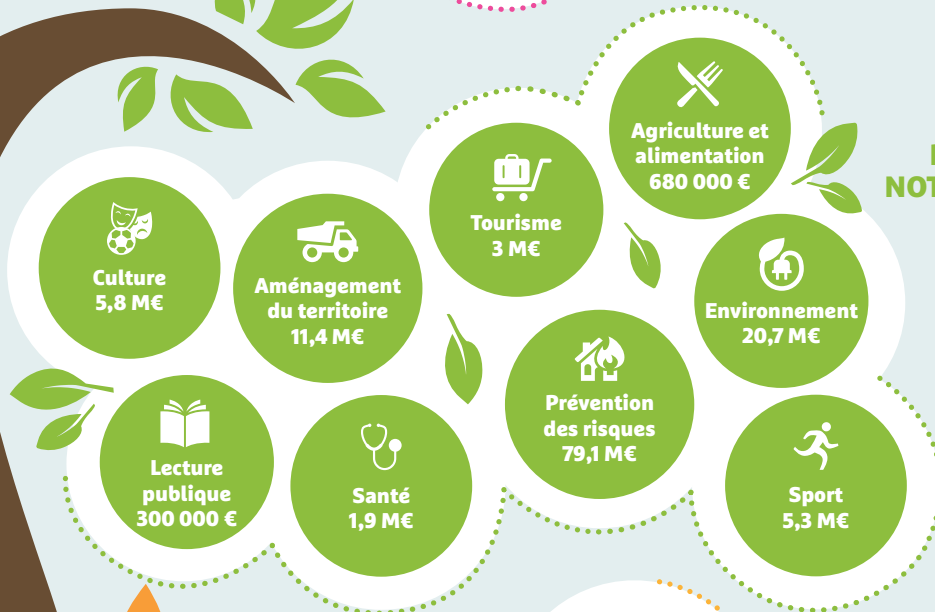 Agriculture et
alimentation
680 000 €
NOT
Tourisme
3 M€
Culture
5,8 M€
Aménagement
du territoire
11,4 M€
Environnement
20,7 M€
Prévention
des risques
79,1 M€
Lecture
publique
300 000 €
Santé
1,9 M€
Sport
5,3 M€